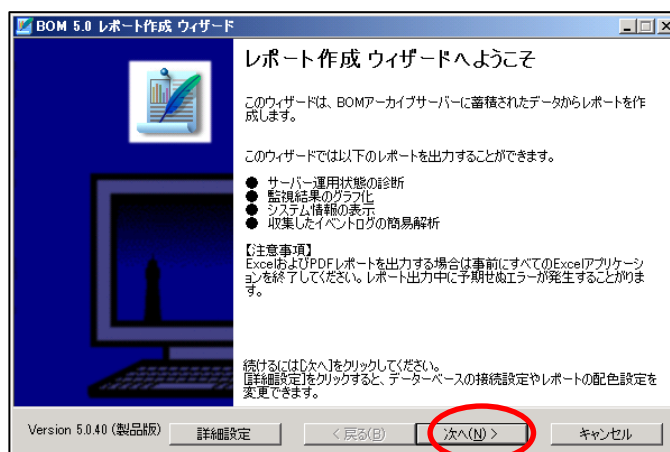 BOM 5.0 レポート作成 ウィザード
レポート作成 ウィザードへようこそ
このウィザードは、BOMアーカイブサーバーに蓄積されたデータからレポートを作
成します。
このウィザードでは以下のレポートを出力することができます。
● サーバー運用状態の診断
● 監視結果のグラフ化
● システム情報の表示
● 収集したイベントログの簡易解析
【注意事項】
ExcelおよびPDFレポートを出力する場合は事前にすべてのExcelアプリケーシ
ョンを終了してください。レポート出力中に予期せぬエラーが発生することがありま
す。
続けるには[次へ]をクリックしてください。
[詳細設定]をクリックすると、データーベースの接続設定やレポートの配色設定を
変更できます。
Version 5.0.40 (製品版) 詳細設定 < 戻る(B) 次へ(N) > キャンセル